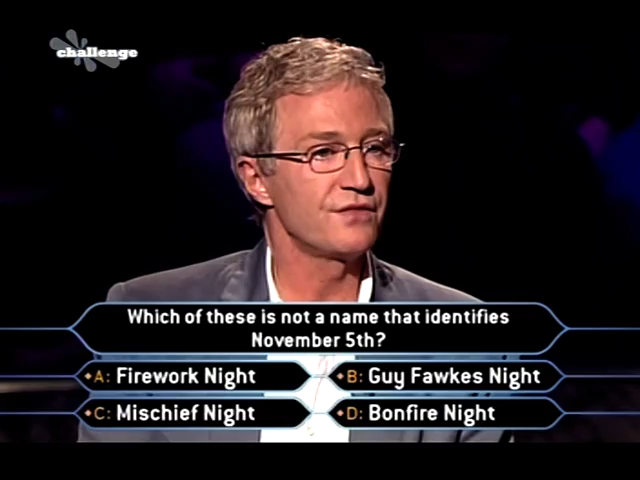 challenge
Which of these is not a name that identifies
November 5th?
A: Firework Night
B: Guy Fawkes Night
C: Mischief Night
D: Bonfire Night